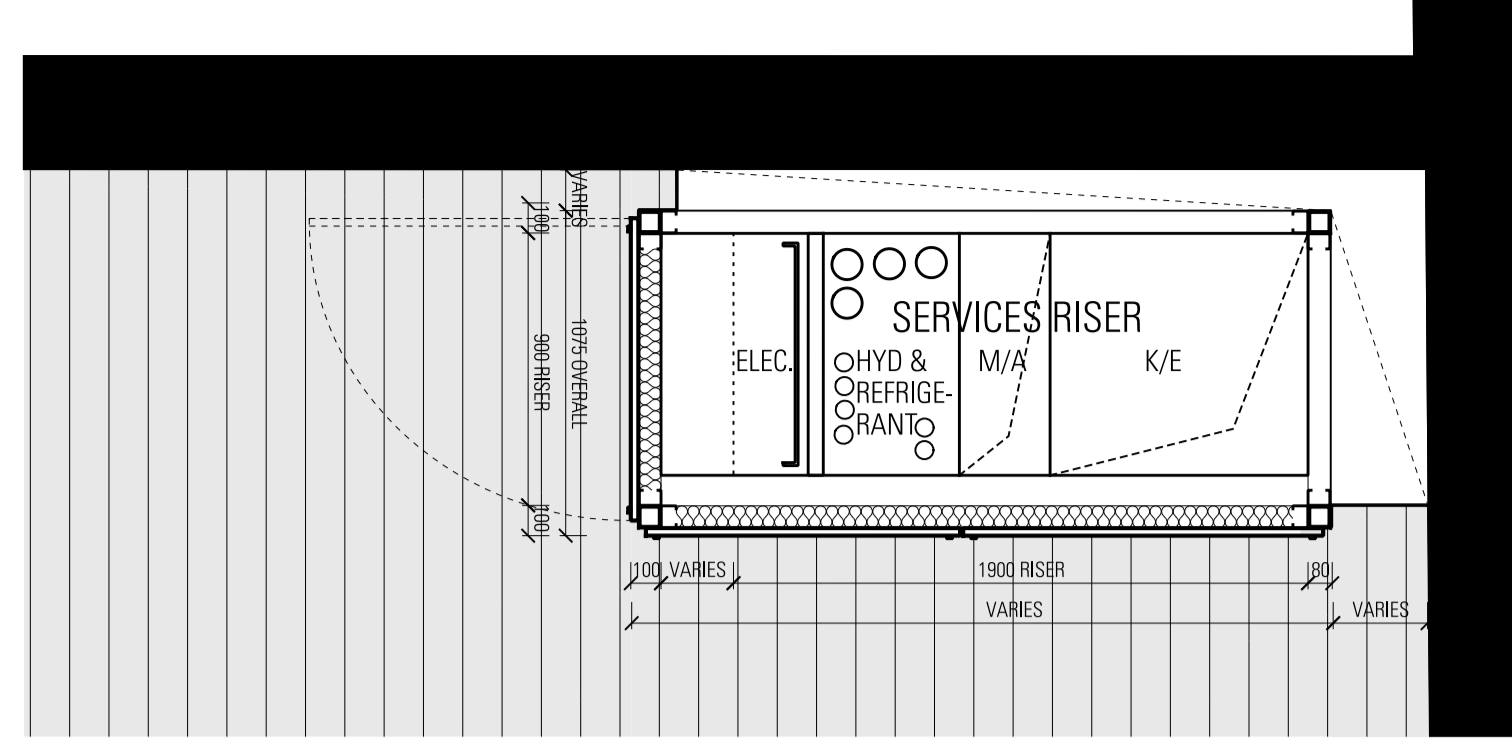 VARIES
100
900 RISER
1075 OVERALL
100
SERVICES RISER
ELEC.
HYD &
REFRIGE-
RANT
M/A
K/E
100
VARIES
1900 RISER
80
VARIES
VARIES